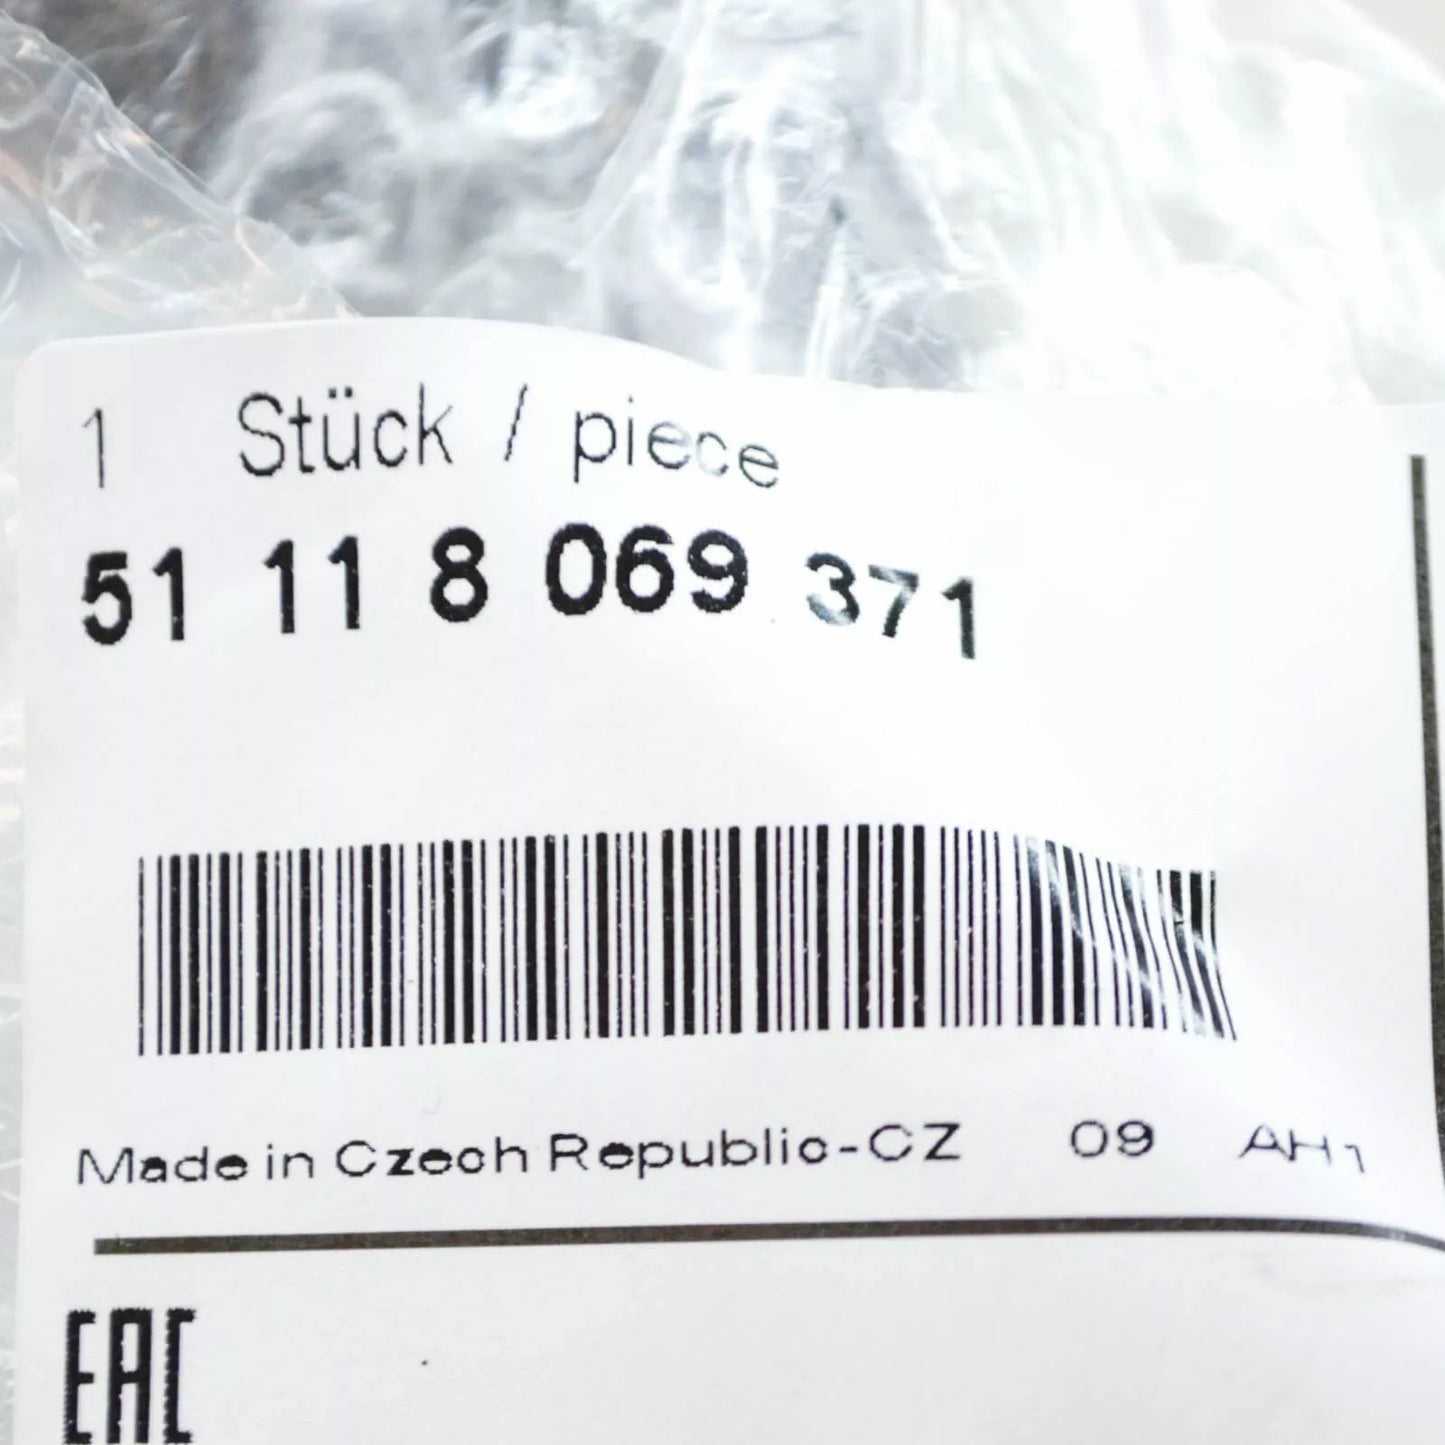 1 Stück / piece
51 11 8 069 371
Made in Czech Republic-CZ 09 AH1
EAC